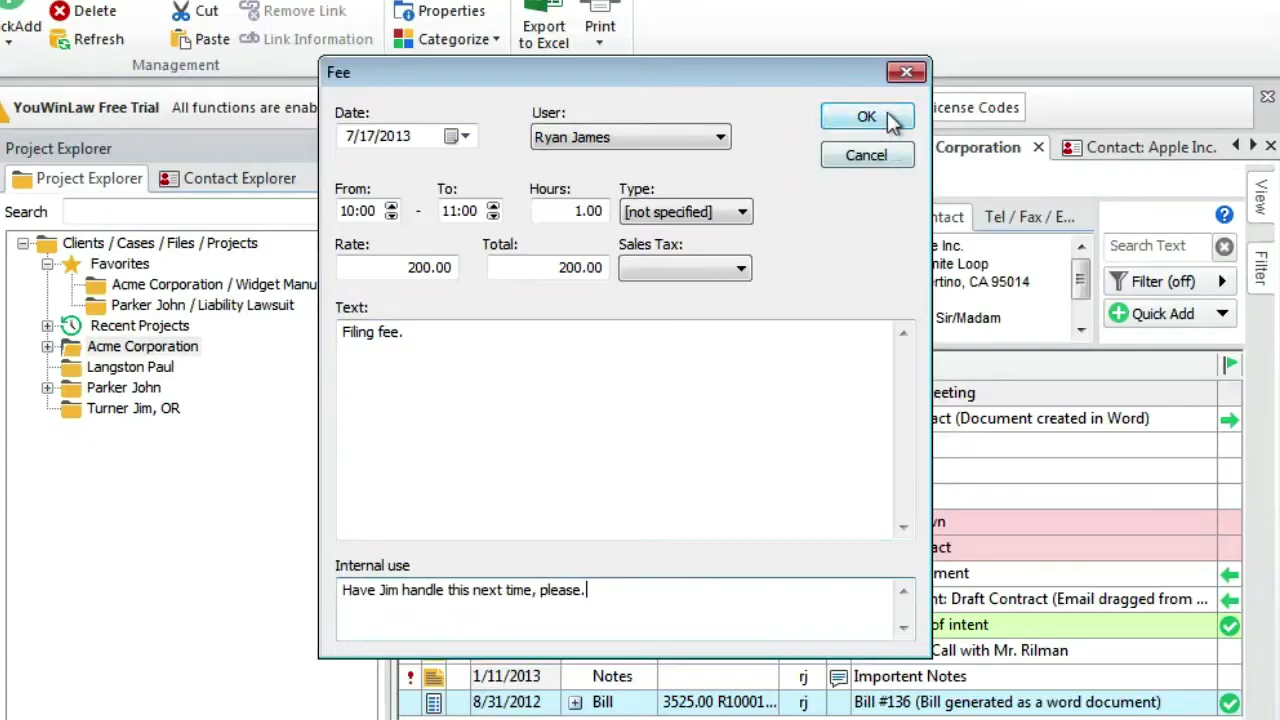 ckAdd
Delete
Refresh
Cut
Paste
Remove Link
Link Information
Management
Properties
Categorize
Export
to Excel
Print
YouWinLaw Free Trial All functions are enab
icense Codes
Project Explorer
Project Explorer
Contact Explorer
Search
Clients / Cases / Files / Projects
Favorites
Acme Corporation / Widget Manu
Parker John / Liability Lawsuit
Recent Projects
Acme Corporation
Langston Paul
Parker John
Turner Jim, OR
Fee
Date:
7/17/2013
User:
Ryan James
OK
Cancel
From:
10:00
-
To:
11:00
Hours:
1.00
Type:
[not specified]
Rate:
200.00
Total:
200.00
Sales Tax:
Text:
Filing fee.
Internal use
Have Jim handle this next time, please.
Corporation
Contact: Apple Inc.
ntact
Tel / Fax / E...
e Inc.
nite Loop
ertino, CA 95014
Sir/Madam
Search Text
Filter (off)
Quick Add
View
Filter
eeting
act (Document created in Word)
wn
act
ment
nt: Draft Contract (Email dragged from ...
of intent
Call with Mr. Rilman
! 1/11/2013 Notes rj Importent Notes
8/31/2012 Bill 3525.00 R10001... rj Bill #136 (Bill generated as a word document)